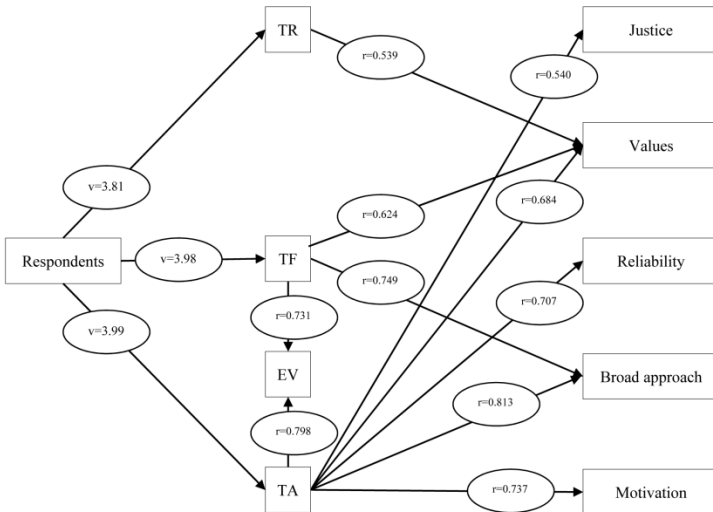 TR
Justice
r=0.539
r=0.540
Values
v=3.81
r=0.684
r=0.624
Respondents
v=3.98
TF
Reliability
r=0.749
r=0.707
r=0.731
v=3.99
EV
Broad approach
r=0.813
r=0.798
TA
r=0.737
Motivation